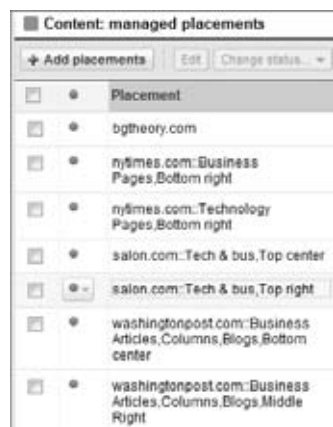 Content: managed placements
+ Add placements Edit Change status...
Placement
bgtheory.com
nytimes.com::Business
Pages,Bottom right
nytimes.com::Technology
Pages,Bottom right
salon.com::Tech & bus,Top center
salon.com::Tech & bus,Top right
washingtonpost.com::Business
Articles,Columns,Blogs,Bottom
center
washingtonpost.com::Business
Articles,Columns,Blogs,Middle
Right